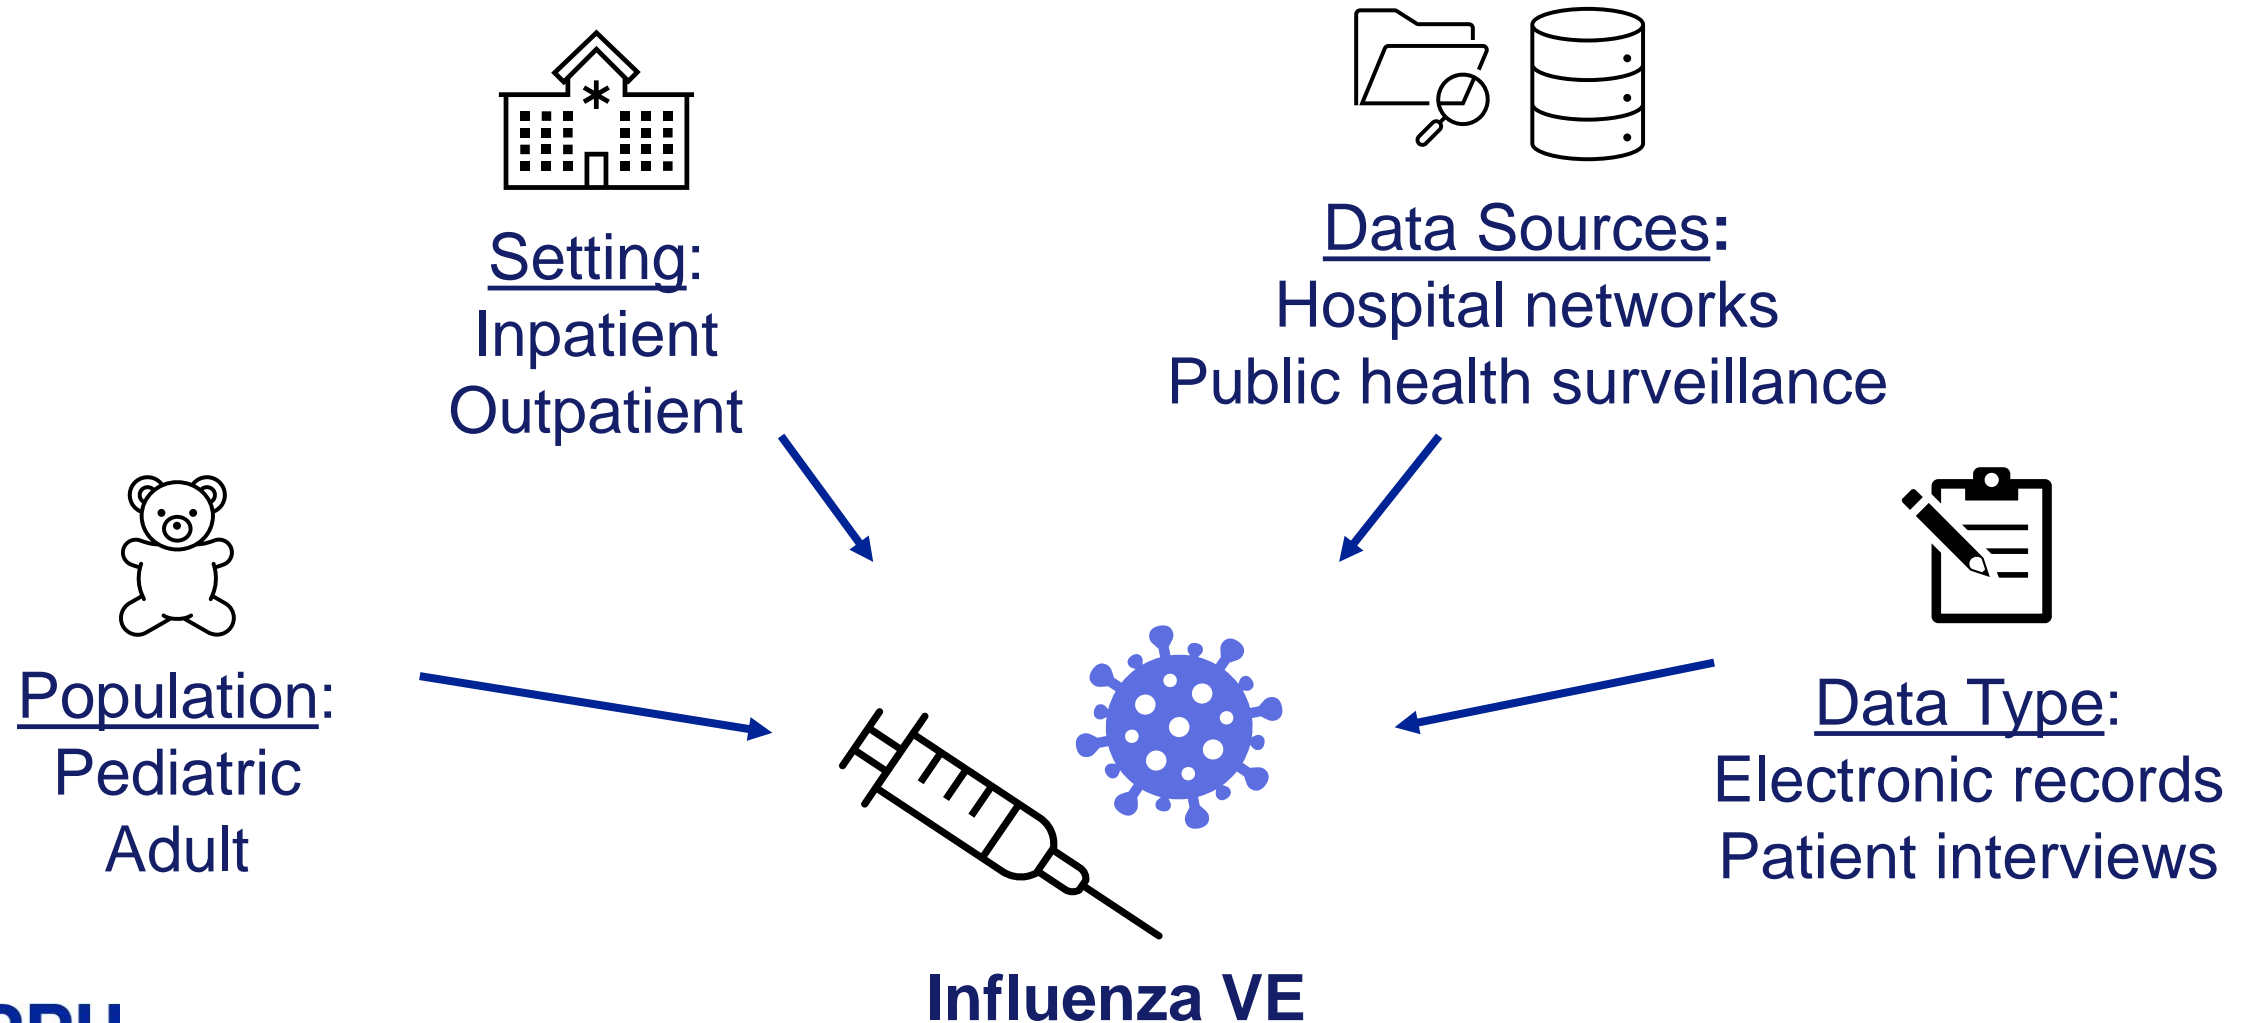 Setting:
Inpatient
Outpatient
Data Sources:
Hospital networks
Public health surveillance
Population:
Pediatric
Adult
Data Type:
Electronic records
Patient interviews
Influenza VE